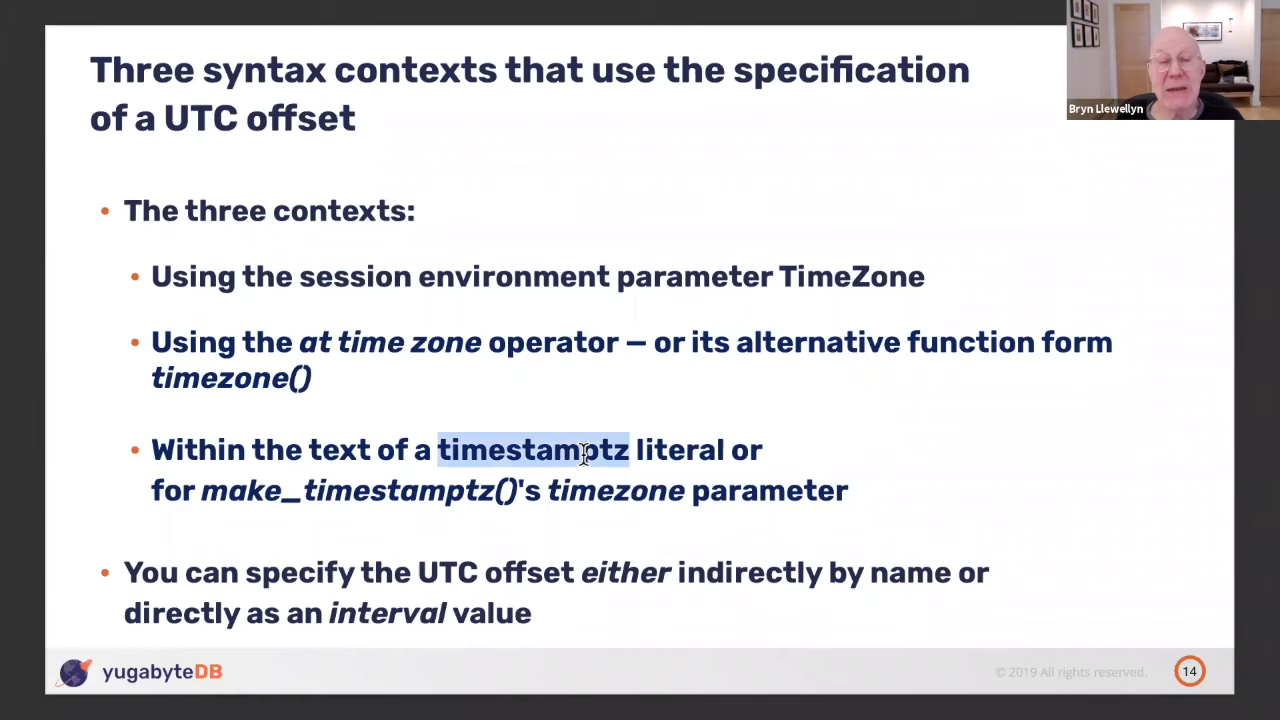 Three syntax contexts that use the specification
of a UTC offset
Bryn Llewellyn
• The three contexts:
• Using the session environment parameter TimeZone
• Using the at time zone operator — or its alternative function form
timezone()
• Within the text of a timestamptz literal or
for make_timestamptz()'s timezone parameter
• You can specify the UTC offset either indirectly by name or
directly as an interval value
yugabyteDB
© 2019 All rights reserved.
14